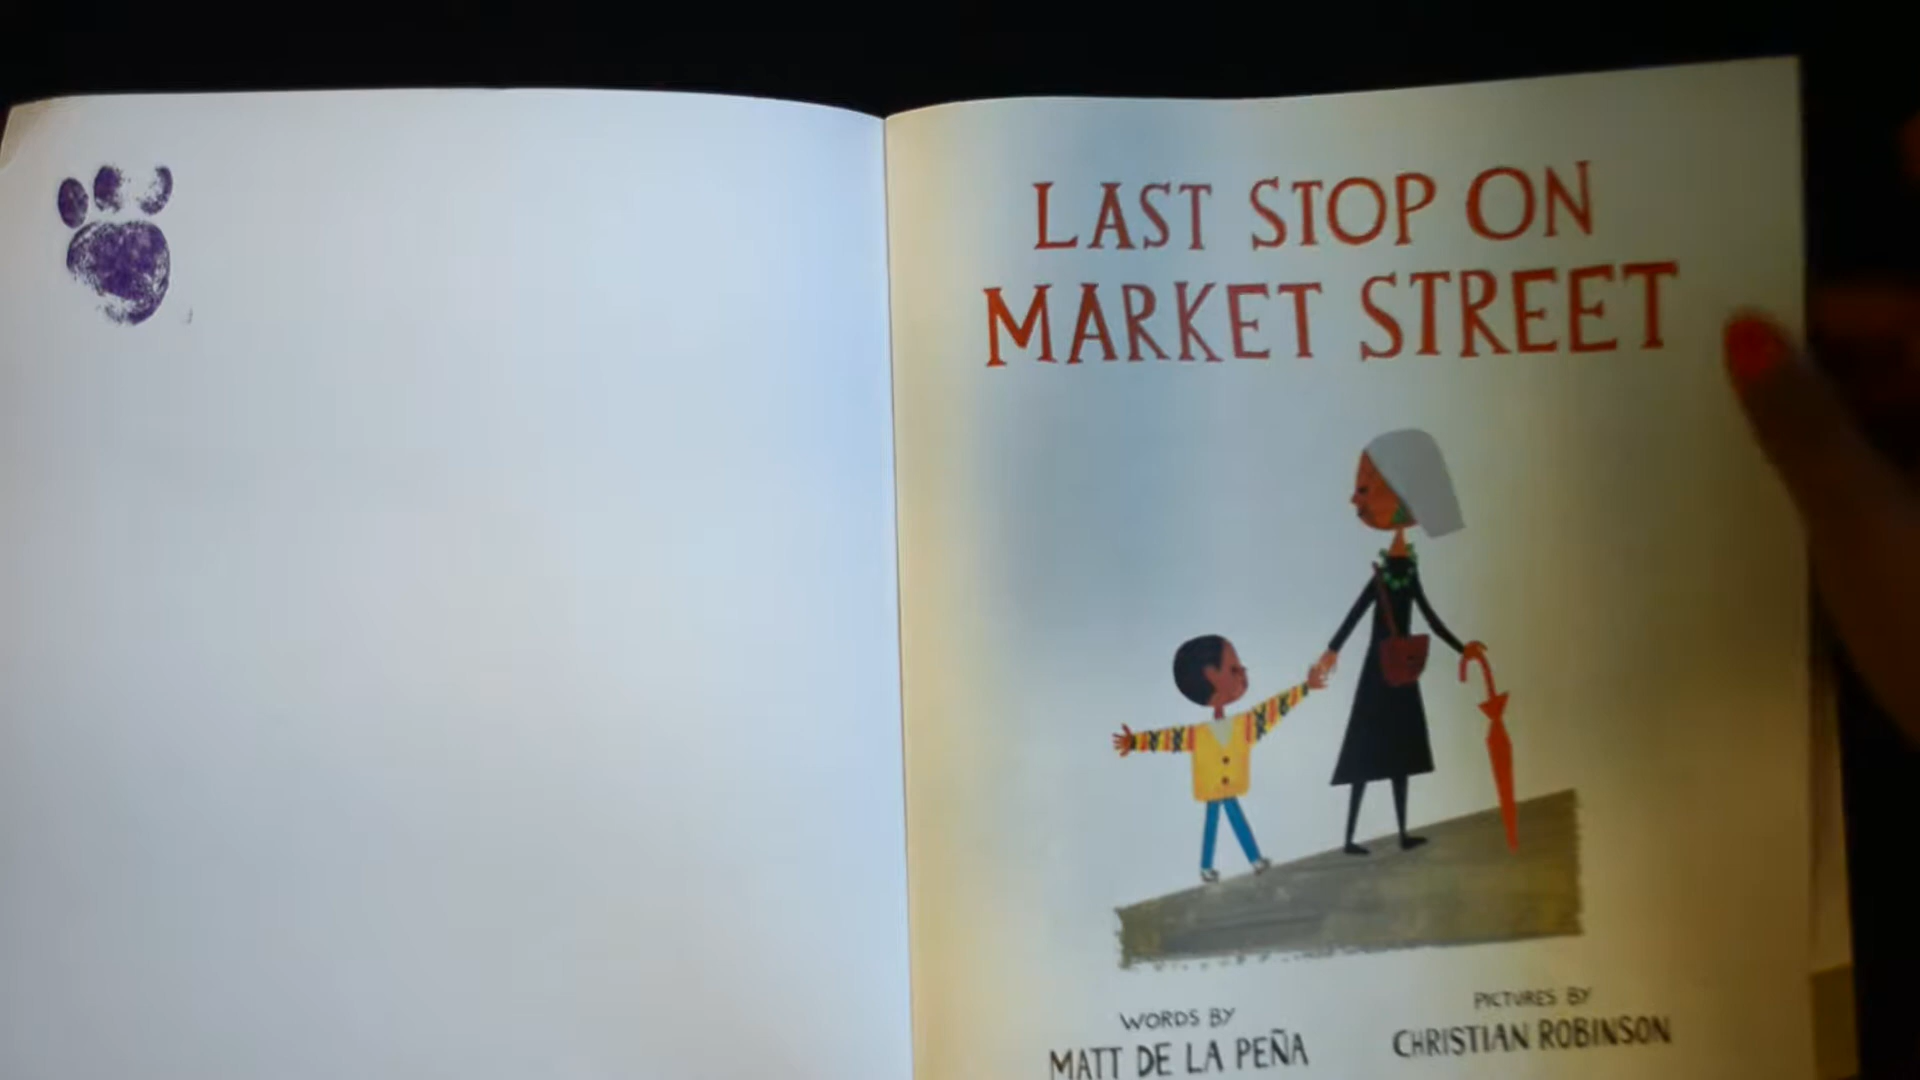 LAST STOP ON
MARKET STREET
WORDS BY
MATT DE LA PEÑA
PICTURES BY
CHRISTIAN ROBINSON